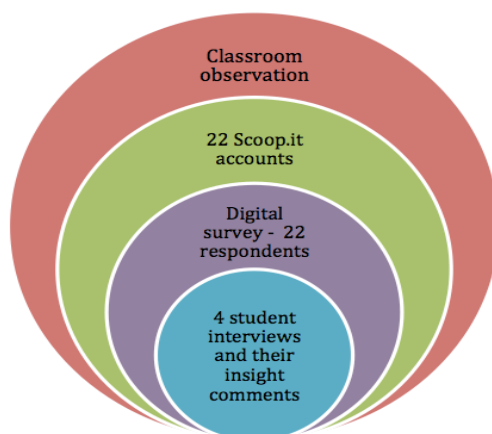 Classroom
observation
22 Scoop.it
accounts
Digital
survey - 22
respondents
4 student
interviews
and their
insight
comments